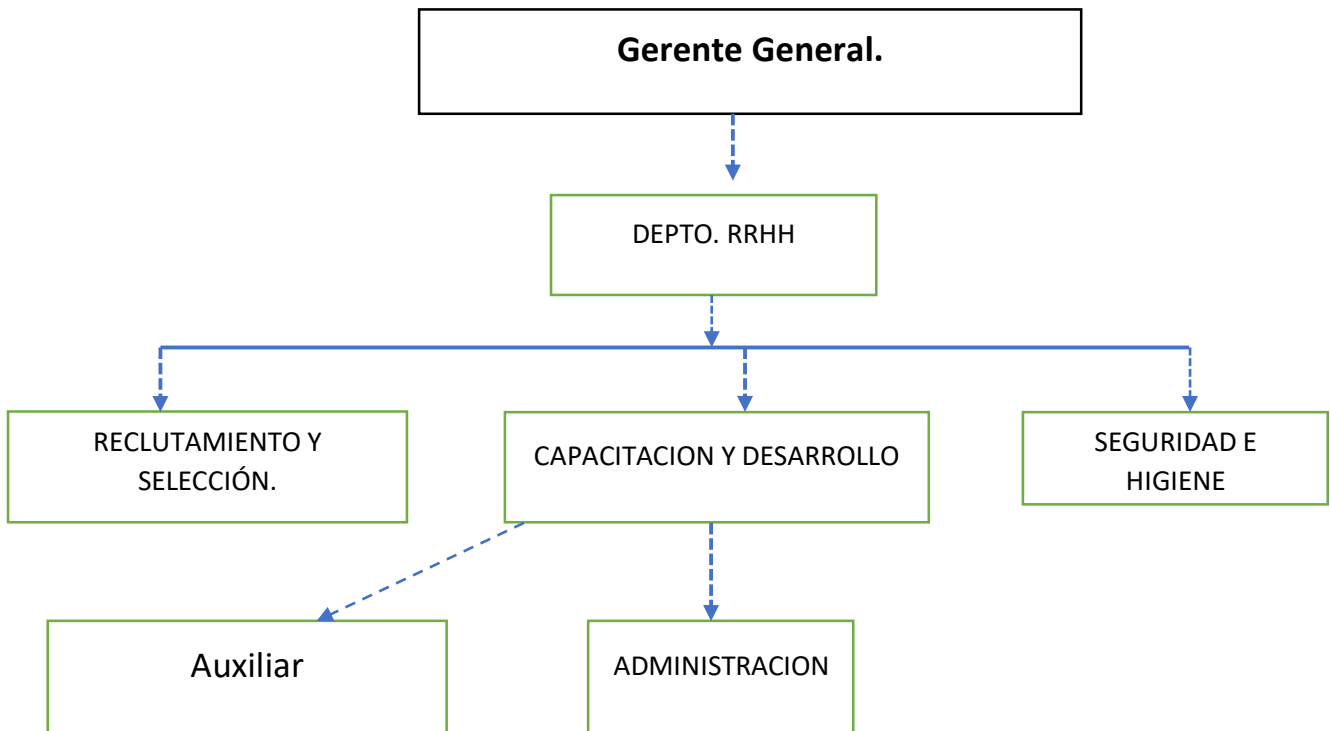 Gerente General.
DEPTO. RRHH
RECLUTAMIENTO Y
SELECCIÓN.
CAPACITACION Y DESARROLLO
SEGURIDAD E
HIGIENE
Auxiliar
ADMINISTRACION